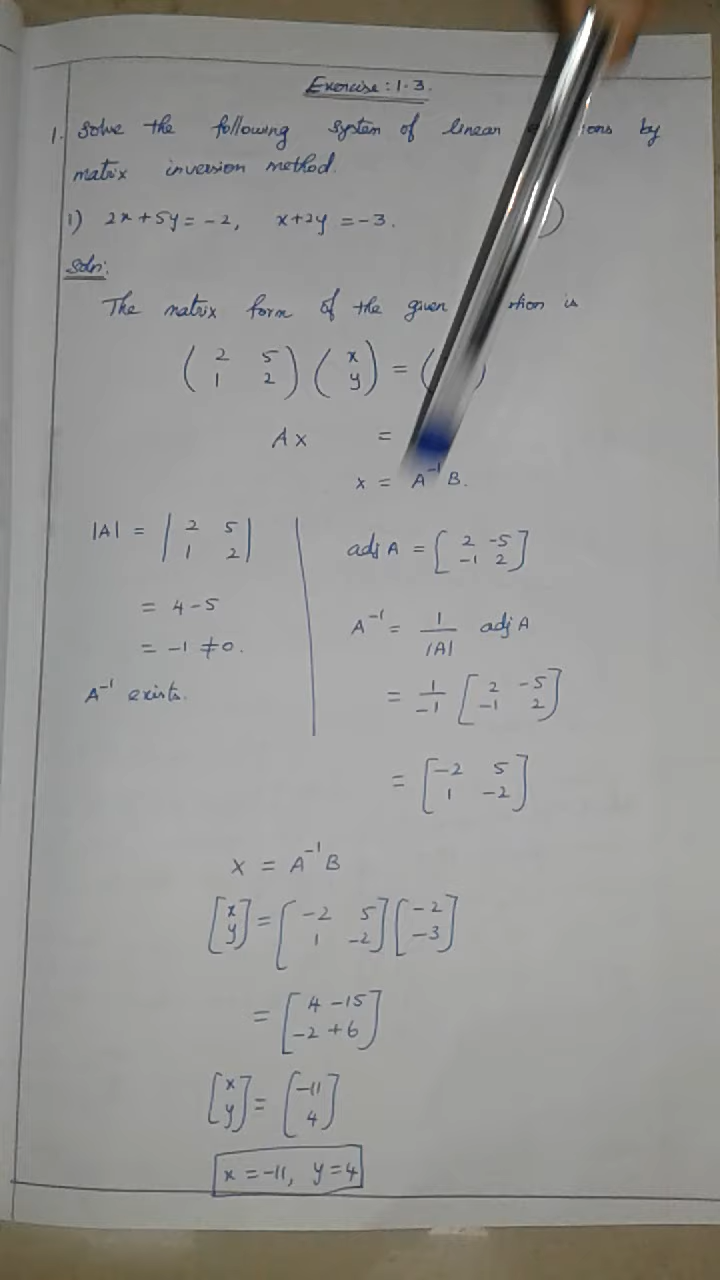 Exercise: 1.3.
1. Solve the following system of linear by
matrix inversion method.
1) 2x+5y = -2, x+2y = -3.
Soln:
The matrix form of the given is
( 2 5 ) ( x ) = (
1 2 y )
Ax =
x = A⁻¹B.
|A| = | 2 5 |
1 2
= 4 - 5
= -1 ≠ 0.
A⁻¹ exists.
adj A = [ 2 -5 ]
-1 2
A⁻¹ = 1 adj A
|A|
= 1/-1 [ 2 -5 ]
-1 2
= [ -2 5 ]
1 -2
x = A⁻¹B
[ x ] = [ -2 5 ] [ -2 ]
y 1 -2 -3
= [ 4 -15 ]
-2 +6
[ x ] = [ -11 ]
y 4
x = -11, y = 4